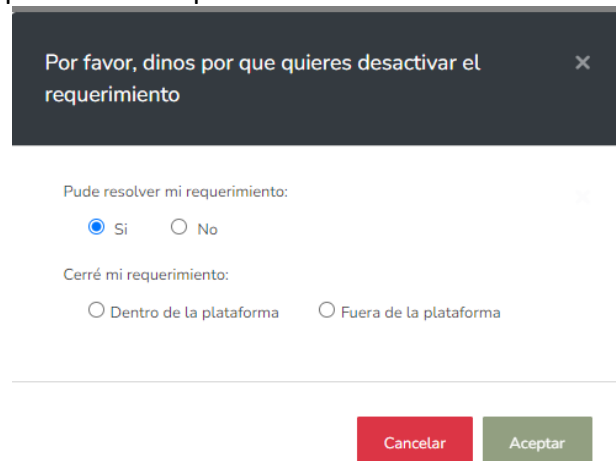 Por favor, dinos por que quieres desactivar el
requerimiento
×
Pude resolver mi requerimiento:
Si No
Cerré mi requerimiento:
Dentro de la plataforma Fuera de la plataforma
Cancelar Aceptar